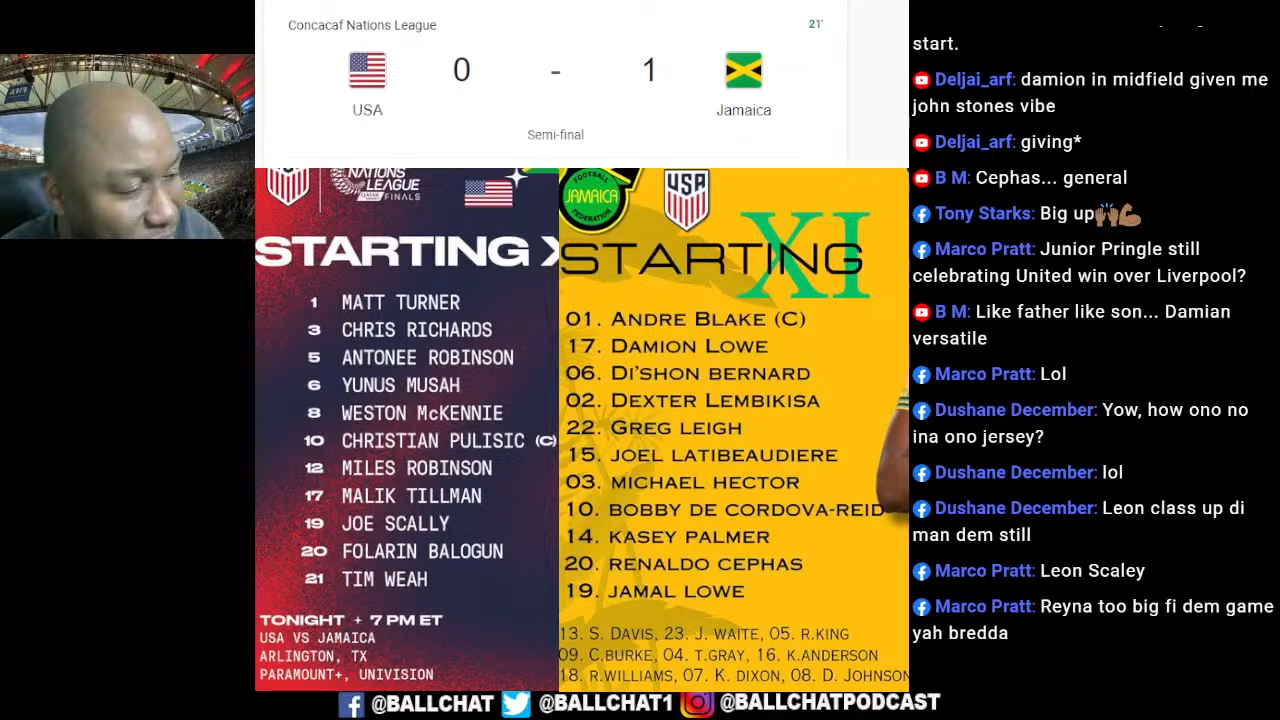 Concacaf Nations League
21'
0 - 1
USA
Jamaica
Semi-final
FIFA
NATIONS
LEAGUE
FINALS
STARTING X
1 MATT TURNER
3 CHRIS RICHARDS
5 ANTONEE ROBINSON
6 YUNUS MUSAH
8 WESTON McKENNIE
10 CHRISTIAN PULISIC (C)
12 MILES ROBINSON
17 MALIK TILLMAN
19 JOE SCALLY
20 FOLARIN BALOGUN
21 TIM WEAH
TONIGHT + 7 PM ET
USA VS JAMAICA
ARLINGTON, TX
PARAMOUNT+, UNIVISION
FOOTBALL
JAMAICA
FEDERATION
USA
STARTING
XI
01. ANDRE BLAKE (C)
17. DAMION LOWE
06. DI'SHON BERNARD
02. DEXTER LEMBIKISA
22. GREG LEIGH
15. JOEL LATIBEAUDIERE
03. MICHAEL HECTOR
10. BOBBY DE CORDOVA-REID
14. KASEY PALMER
20. RENALDO CEPHAS
19. JAMAL LOWE
13. S. DAVIS, 23. J. WAITE, 05. R.KING
09. C.BURKE, 04. T.GRAY, 16. K.ANDERSON
18. R.WILLIAMS, 07. K. DIXON, 08. D. JOHNSON
start.
Deljai_arf: damion in midfield given me
john stones vibe
Deljai_arf: giving*
B M: Cephas... general
Tony Starks: Big up🙌🏾💪🏾
Marco Pratt: Junior Pringle still
celebrating United win over Liverpool?
B M: Like father like son... Damian
versatile
Marco Pratt: Lol
Dushane December: Yow, how ono no
ina ono jersey?
Dushane December: lol
Dushane December: Leon class up di
man dem still
Marco Pratt: Leon Scaley
Marco Pratt: Reyna too big fi dem game
yah bredda
@BALLCHAT @BALLCHAT1 @BALLCHATPODCAST